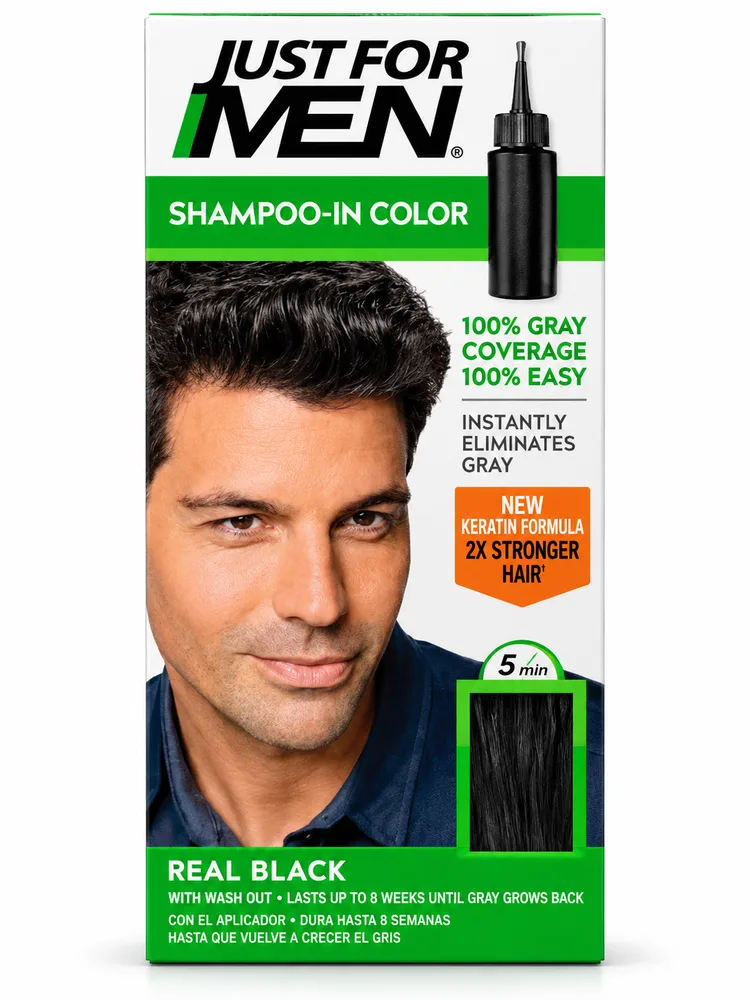 JUST FOR
MEN®
SHAMPOO-IN COLOR
100% GRAY
COVERAGE
100% EASY
INSTANTLY
ELIMINATES
GRAY
NEW
KERATIN FORMULA
2X STRONGER
HAIR†
5 min
REAL BLACK
WITH WASH OUT • LASTS UP TO 8 WEEKS UNTIL GRAY GROWS BACK
CON EL APLICADOR • DURA HASTA 8 SEMANAS
HASTA QUE VUELVE A CRECER EL GRIS